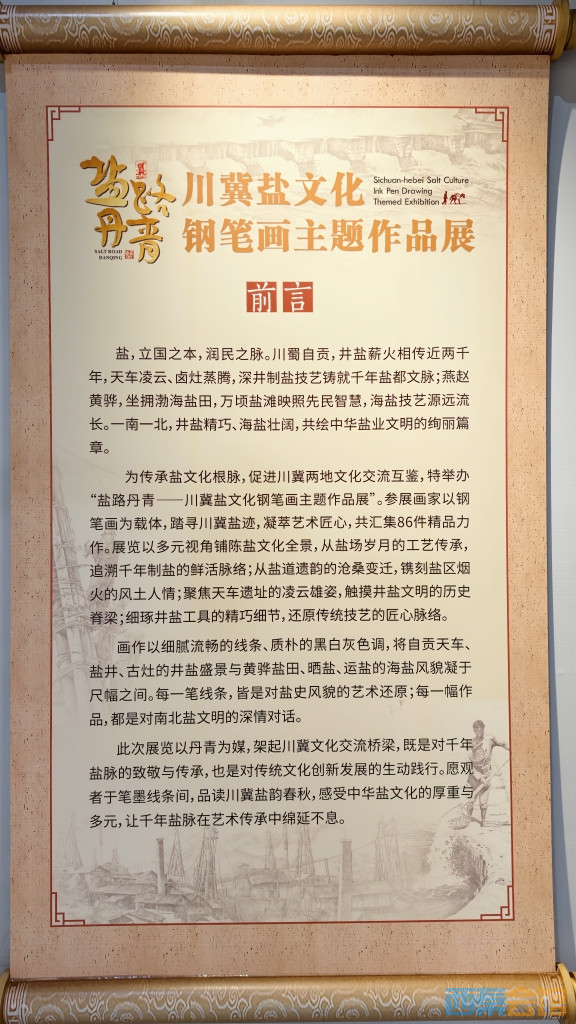 盐路丹青
SALT ROAD
DANQING
川冀盐文化
Sichuan-hebei Salt Culture
Ink Pen Drawing
Themed Exhibition
钢笔画主题作品展
前言
盐，立国之本，润民之脉。川蜀自贡，井盐薪火相传近两千
年，天车凌云、卤灶蒸腾，深井制盐技艺铸就千年盐都文脉；燕赵
黄骅，坐拥渤海盐田，万顷盐滩映照先民智慧，海盐技艺源远流
长。一南一北，井盐精巧、海盐壮阔，共绘中华盐业文明的绚丽篇
章。
为传承盐文化根脉，促进川冀两地文化交流互鉴，特举办
“盐路丹青——川冀盐文化钢笔画主题作品展”。参展画家以钢
笔画为载体，踏寻川冀盐迹，凝萃艺术匠心，共汇集86件精品力
作。展览以多元视角铺陈盐文化全景，从盐场岁月的工艺传承，
追溯千年制盐的鲜活脉络；从盐道遗韵的沧桑变迁，镌刻盐区烟
火的风土人情；聚焦天车遗址的凌云雄姿，触摸井盐文明的历史
脊梁；细琢井盐工具的精巧细节，还原传统技艺的匠心脉络。
画作以细腻流畅的线条、质朴的黑白灰色调，将自贡天车、
盐井、古灶的井盐盛景与黄骅盐田、晒盐、运盐的海盐风貌凝于
尺幅之间。每一笔线条，皆是对盐史风貌的艺术还原；每一幅作
品，都是对南北盐文明的深情对话。
此次展览以丹青为媒，架起川冀文化交流桥梁，既是对千年
盐脉的致敬与传承，也是对传统文化创新发展的生动践行。愿观
者于笔墨线条间，品读川冀盐韵春秋，感受中华盐文化的厚重与
多元，让千年盐脉在艺术传承中绵延不息。